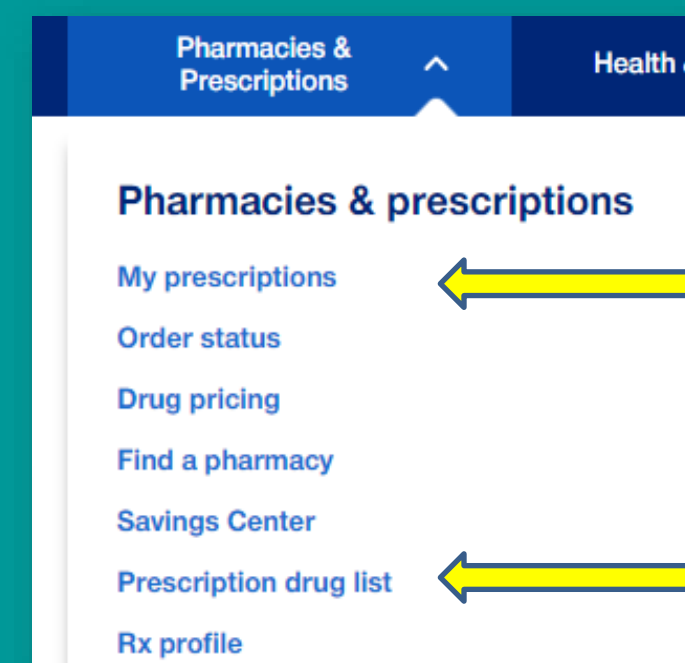 Pharmacies &
Prescriptions
Health
Pharmacies & prescriptions
My prescriptions
Order status
Drug pricing
Find a pharmacy
Savings Center
Prescription drug list
Rx profile